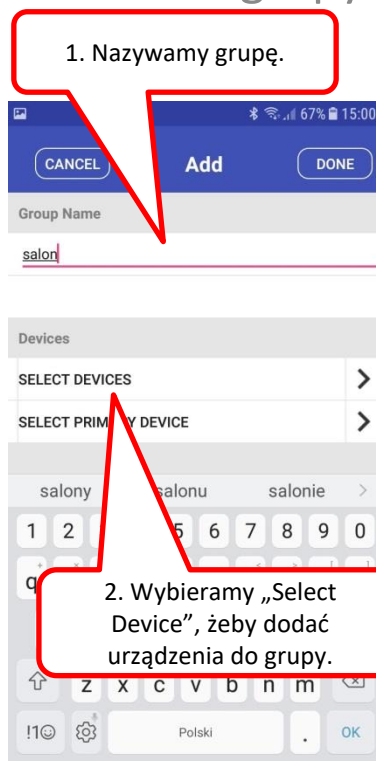 1. Nazywamy grupę.
67% 15:00
CANCEL Add DONE
Group Name
salon
Devices
SELECT DEVICES
SELECT PRIM Y DEVICE
salony salonu salonie
1 2 5 6 7 8 9 0
q
2. Wybieramy „Select
Device”, żeby dodać
urządzenia do grupy.
z x c v b n m
!1☺ Polski . OK